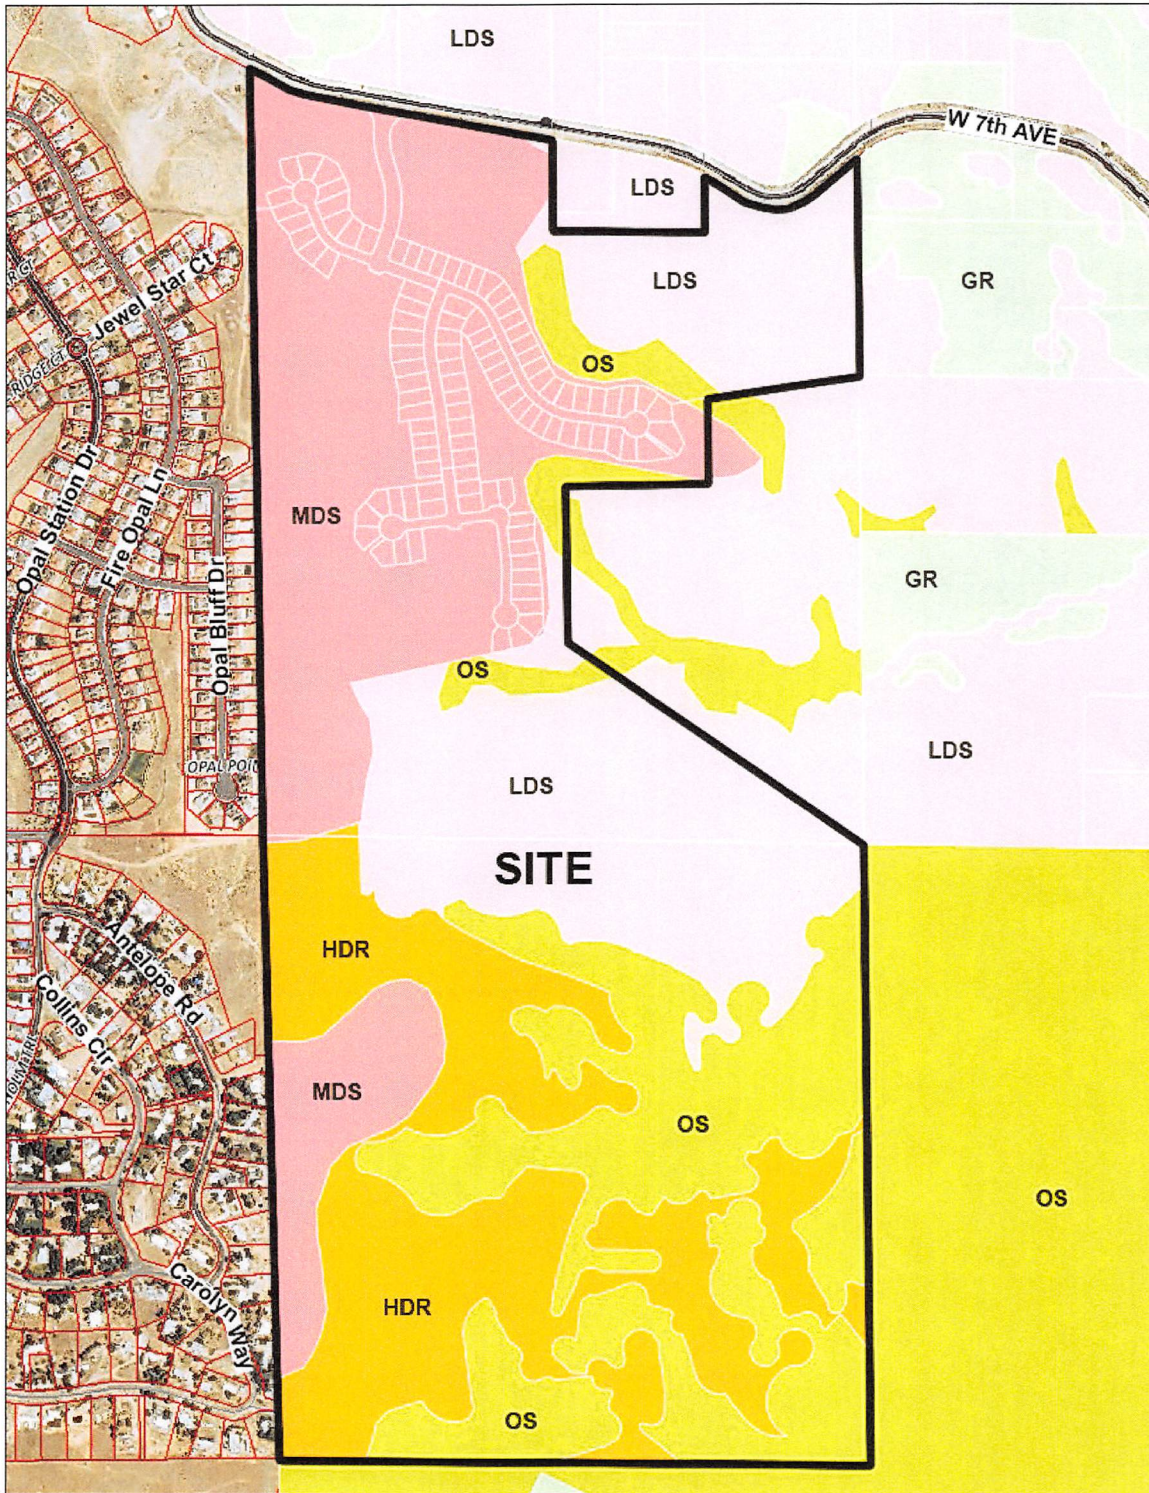 LDS
W 7th AVE
LDS
Jewel Star Ct
LDS
GR
OS
Opal Station Dr
Fire Opal Ln
MDS
Opal Bluff Dr
GR
OS
LDS
OPAL POI
LDS
SITE
HDR
Antelope Rd
Collins Cir
MDS
OS
OS
Carolyn Way
HDR
OS